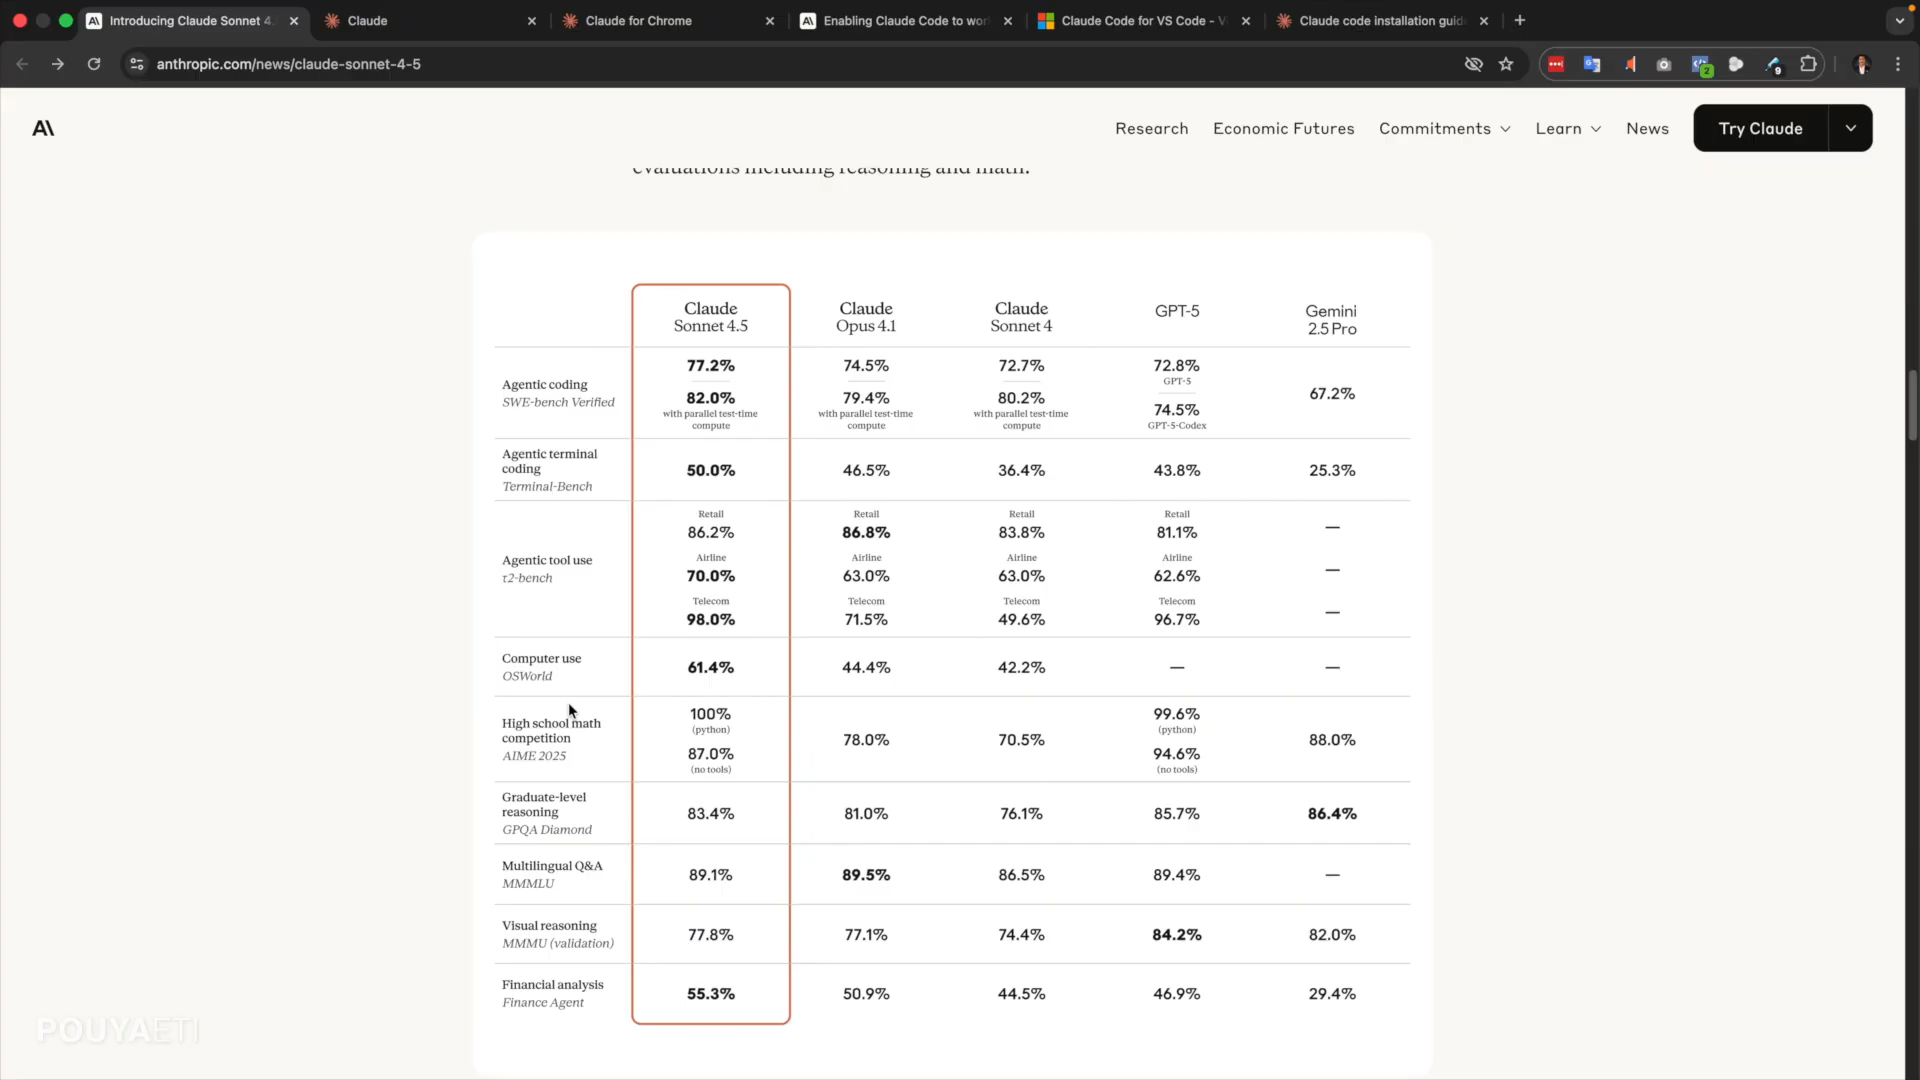 Introducing Claude Sonnet 4.
Claude
Claude for Chrome
Enabling Claude Code to wor
Claude Code for VS Code - Vi
Claude code installation guid
anthropic.com/news/claude-sonnet-4-5
2
9
A\
Research
Economic Futures
Commitments
Learn
News
Try Claude
evaluations including reasoning and math.
Claude
Sonnet 4.5
Claude
Opus 4.1
Claude
Sonnet 4
GPT-5
Gemini
2.5 Pro
Agentic coding
SWE-bench Verified
77.2%
82.0%
with parallel test-time
compute
74.5%
79.4%
with parallel test-time
compute
72.7%
80.2%
with parallel test-time
compute
72.8%
GPT-5
74.5%
GPT-5-Codex
67.2%
Agentic terminal
coding
Terminal-Bench
50.0%
46.5%
36.4%
43.8%
25.3%
Agentic tool use
τ2-bench
Retail
86.2%
Airline
70.0%
Telecom
98.0%
Retail
86.8%
Airline
63.0%
Telecom
71.5%
Retail
83.8%
Airline
63.0%
Telecom
49.6%
Retail
81.1%
Airline
62.6%
Telecom
96.7%
—
—
—
Computer use
OSWorld
61.4%
44.4%
42.2%
—
—
High school math
competition
AIME 2025
100%
(python)
87.0%
(no tools)
78.0%
70.5%
99.6%
(python)
94.6%
(no tools)
88.0%
Graduate-level
reasoning
GPQA Diamond
83.4%
81.0%
76.1%
85.7%
86.4%
Multilingual Q&A
MMMLU
89.1%
89.5%
86.5%
89.4%
—
Visual reasoning
MMMU (validation)
77.8%
77.1%
74.4%
84.2%
82.0%
Financial analysis
Finance Agent
55.3%
50.9%
44.5%
46.9%
29.4%
POUYAETI